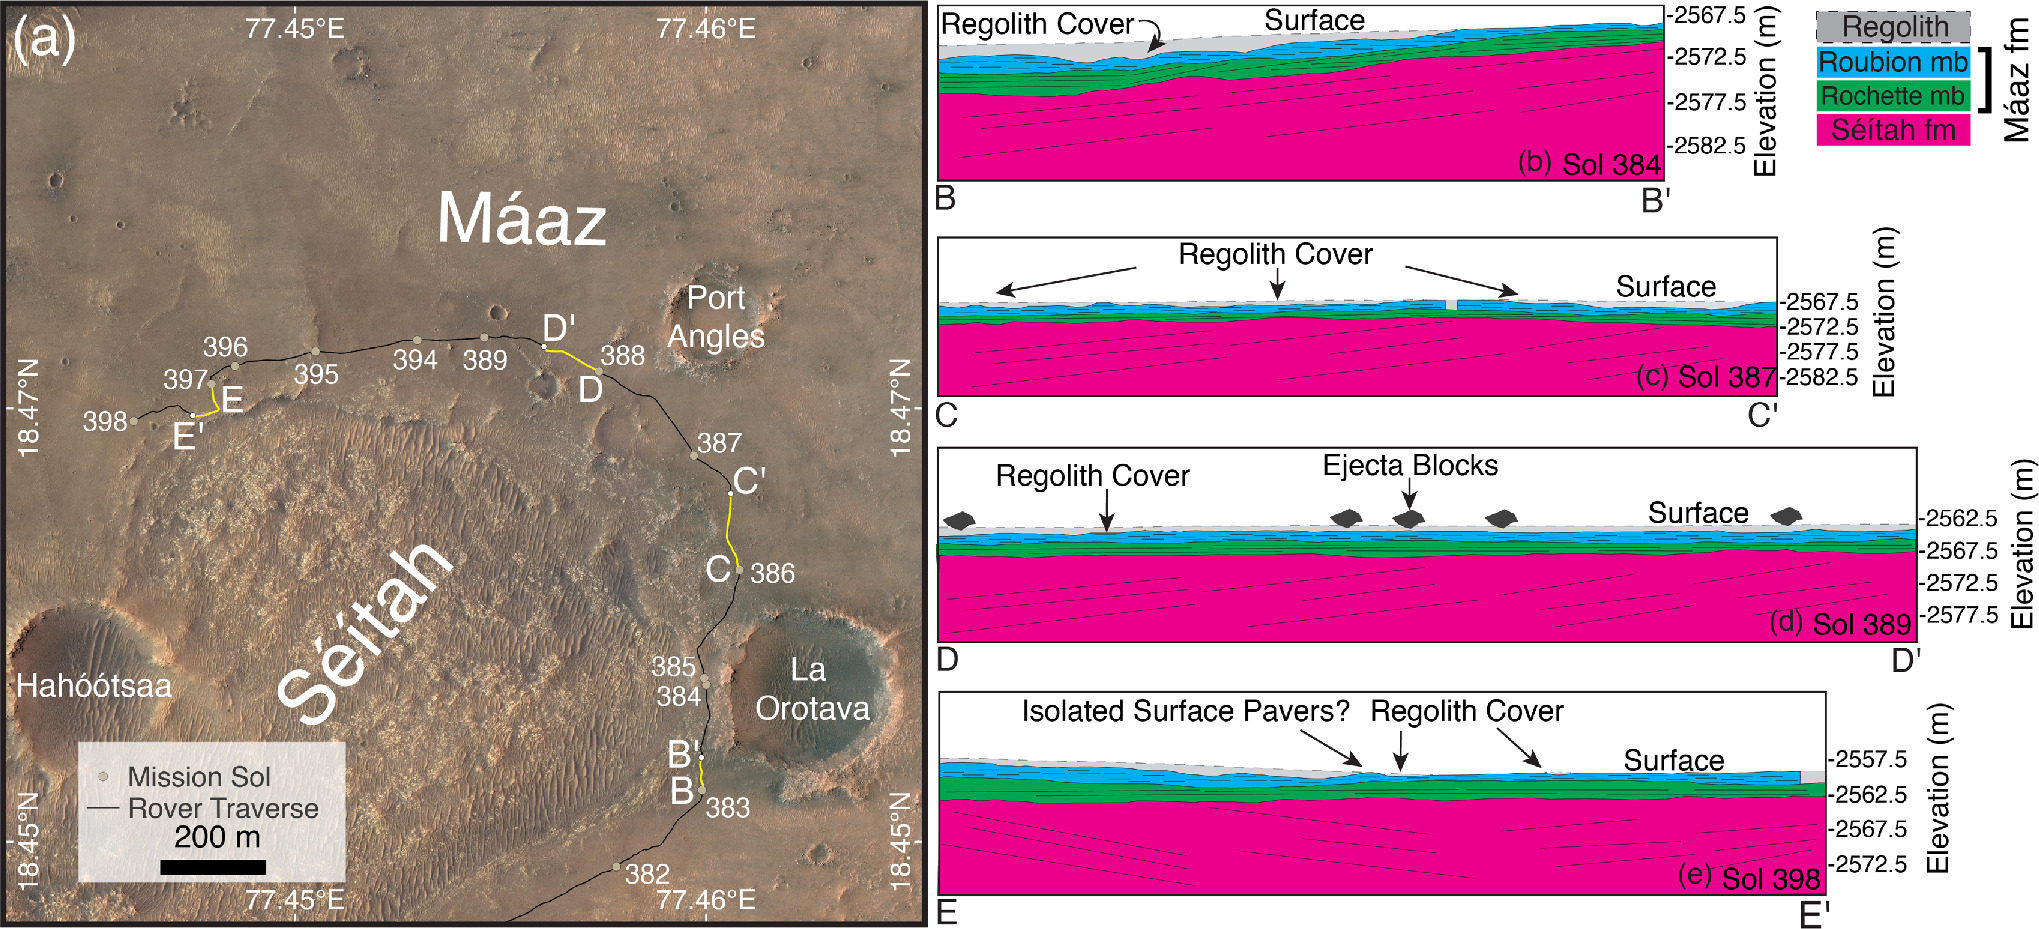 (a)
77.45°E
77.46°E
Máaz
Port
Angles
D'
388
D
389
394
395
396
397
E
398
E'
387
C'
C
386
385
384
B'
B
383
382
Séítah
Hahóótsaa
La
Orotava
18.47°N
18.47°N
18.45°N
18.45°N
Mission Sol
Rover Traverse
200 m
77.45°E
77.46°E
Regolith Cover
Surface
-2567.5
-2572.5
-2577.5
-2582.5
Elevation (m)
(b) Sol 384
B
B'
Regolith
Roubion mb
Rochette mb
Séítah fm
Máaz fm
Regolith Cover
Surface
-2567.5
-2572.5
-2577.5
-2582.5
Elevation (m)
(c) Sol 387
C
C'
Regolith Cover
Ejecta Blocks
Surface
-2562.5
-2567.5
-2572.5
-2577.5
Elevation (m)
(d) Sol 389
D
D'
Isolated Surface Pavers?
Regolith Cover
Surface
-2557.5
-2562.5
-2567.5
-2572.5
Elevation (m)
(e) Sol 398
E
E'